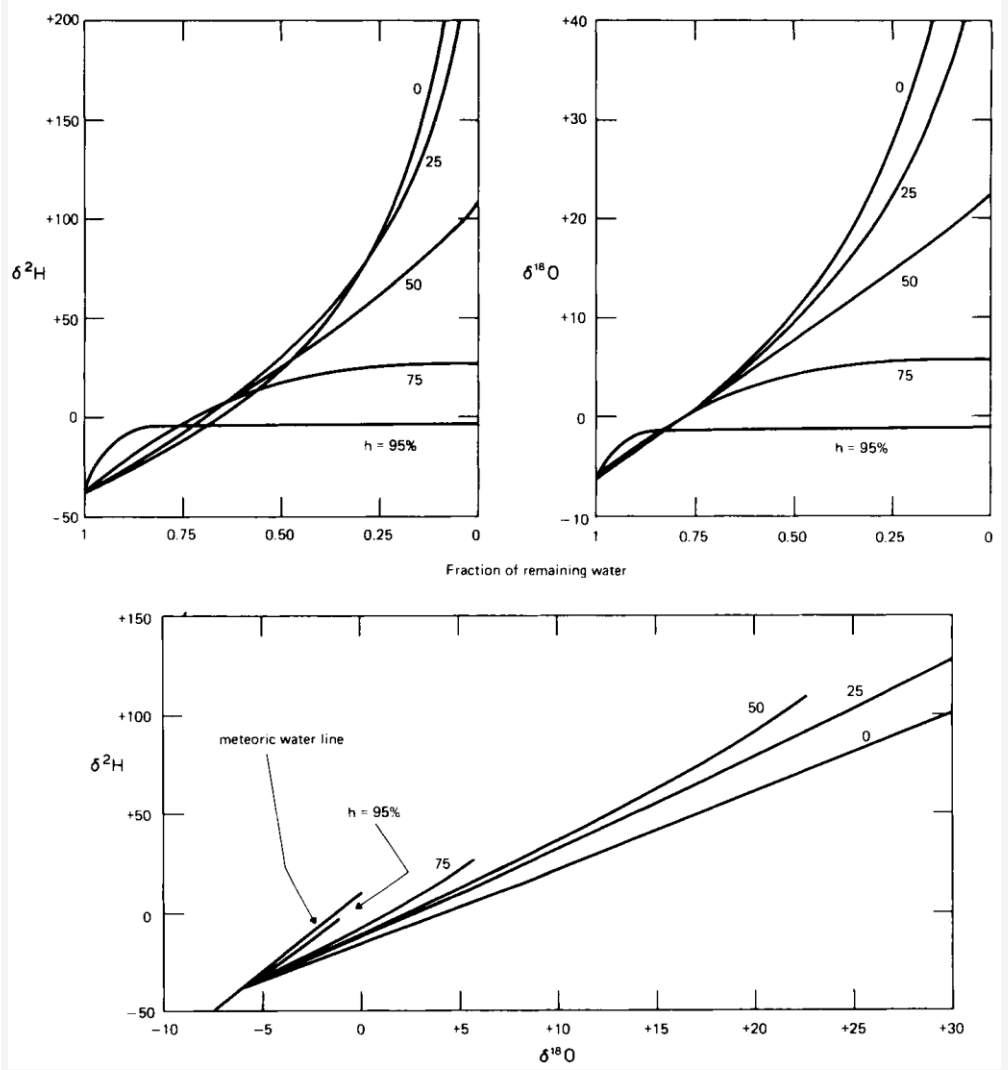 +200
+150
+100
+50
0
−50
δ²H
0
25
50
75
h = 95%
1 0.75 0.50 0.25 0
+40
+30
+20
+10
0
−10
δ¹⁸O
0
25
50
75
h = 95%
1 0.75 0.50 0.25 0
Fraction of remaining water
+150
+100
+50
0
−50
δ²H
meteoric water line
h = 95%
75
50
25
0
−10 −5 0 +5 +10 +15 +20 +25 +30
δ¹⁸O